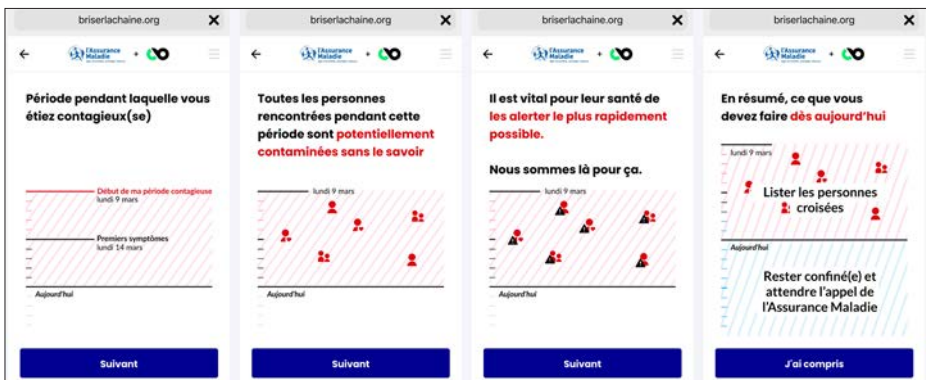 briserlachaine.org X
←
l'Assurance
Maladie
+
Période pendant laquelle vous
étiez contagieux(se)
Début de ma période contagieuse
lundi 9 mars
Premiers symptômes
lundi 14 mars
Aujourd'hui
Suivant
briserlachaine.org X
←
l'Assurance
Maladie
+
Toutes les personnes
rencontrées pendant cette
période sont potentiellement
contaminées sans le savoir
lundi 9 mars
Aujourd'hui
Suivant
briserlachaine.org X
←
l'Assurance
Maladie
+
Il est vital pour leur santé de
les alerter le plus rapidement
possible.
Nous sommes là pour ça.
lundi 9 mars
Aujourd'hui
Suivant
briserlachaine.org X
←
l'Assurance
Maladie
+
En résumé, ce que vous
devez faire dès aujourd'hui
lundi 9 mars
Lister les personnes
croisées
Aujourd'hui
Rester confiné(e) et
attendre l'appel de
l'Assurance Maladie
J'ai compris